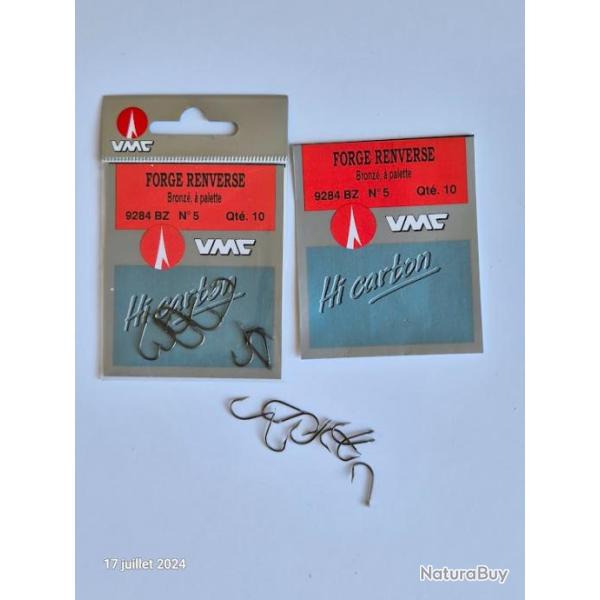 VMC
FORGE RENVERSE
Bronzé, à palette
9284 BZ N° 5 Qté. 10
VMC
Hi carton
FORGE RENVERSE
Bronzé, à palette
9284 BZ N° 5 Qté. 10
VMC
Hi carton
17 juillet 2024
NaturaBuy